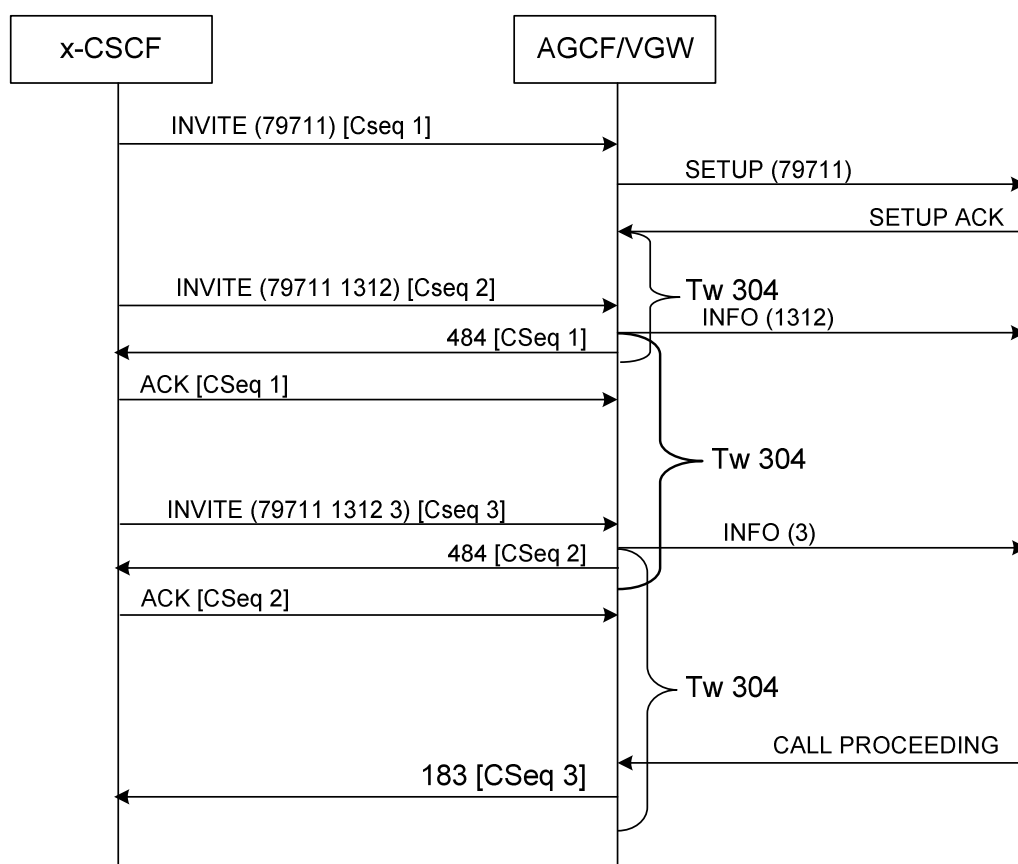 x-CSCF
AGCF/VGW
INVITE (79711) [Cseq 1]
SETUP (79711)
SETUP ACK
INVITE (79711 1312) [Cseq 2]
Tw 304
INFO (1312)
484 [CSeq 1]
ACK [CSeq 1]
Tw 304
INVITE (79711 1312 3) [Cseq 3]
INFO (3)
484 [CSeq 2]
ACK [CSeq 2]
Tw 304
CALL PROCEEDING
183 [CSeq 3]